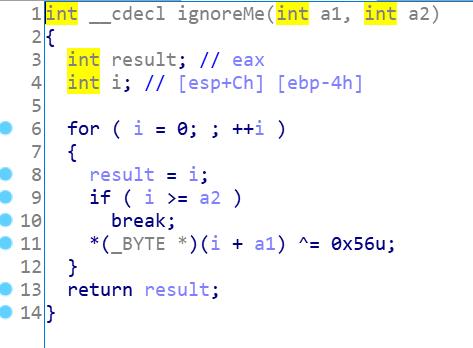 1 int __cdecl ignoreMe(int a1, int a2)
2 {
3 int result; // eax
4 int i; // [esp+Ch] [ebp-4h]
5
6 for ( i = 0; ; ++i )
7 {
8 result = i;
9 if ( i >= a2 )
10 break;
11 *(_BYTE *)(i + a1) ^= 0x56u;
12 }
13 return result;
14 }